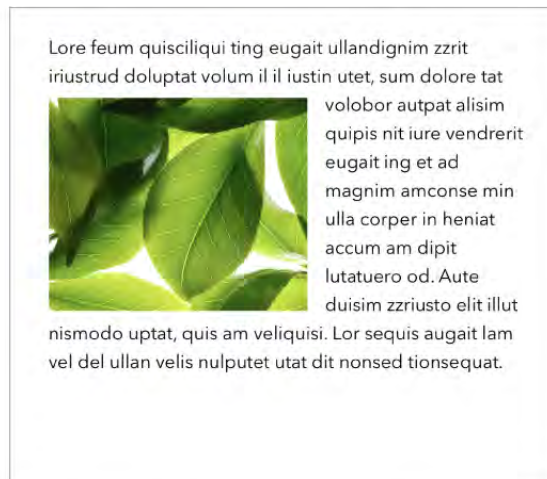 Lore feum quisciliqui ting eugait ullandignim zzrit
iriustrud doluptat volum il il iustin utet, sum dolore tat
volobor autpat alisim
quipis nit iure vendrerit
eugait ing et ad
magnim amconse min
ulla corper in heniat
accum am dipit
lutatuero od. Aute
duisim zzriusto elit illut
nismodo uptat, quis am veliquisi. Lor sequis augait lam
vel del ullan velis nulputet utat dit nonsed tionsequat.